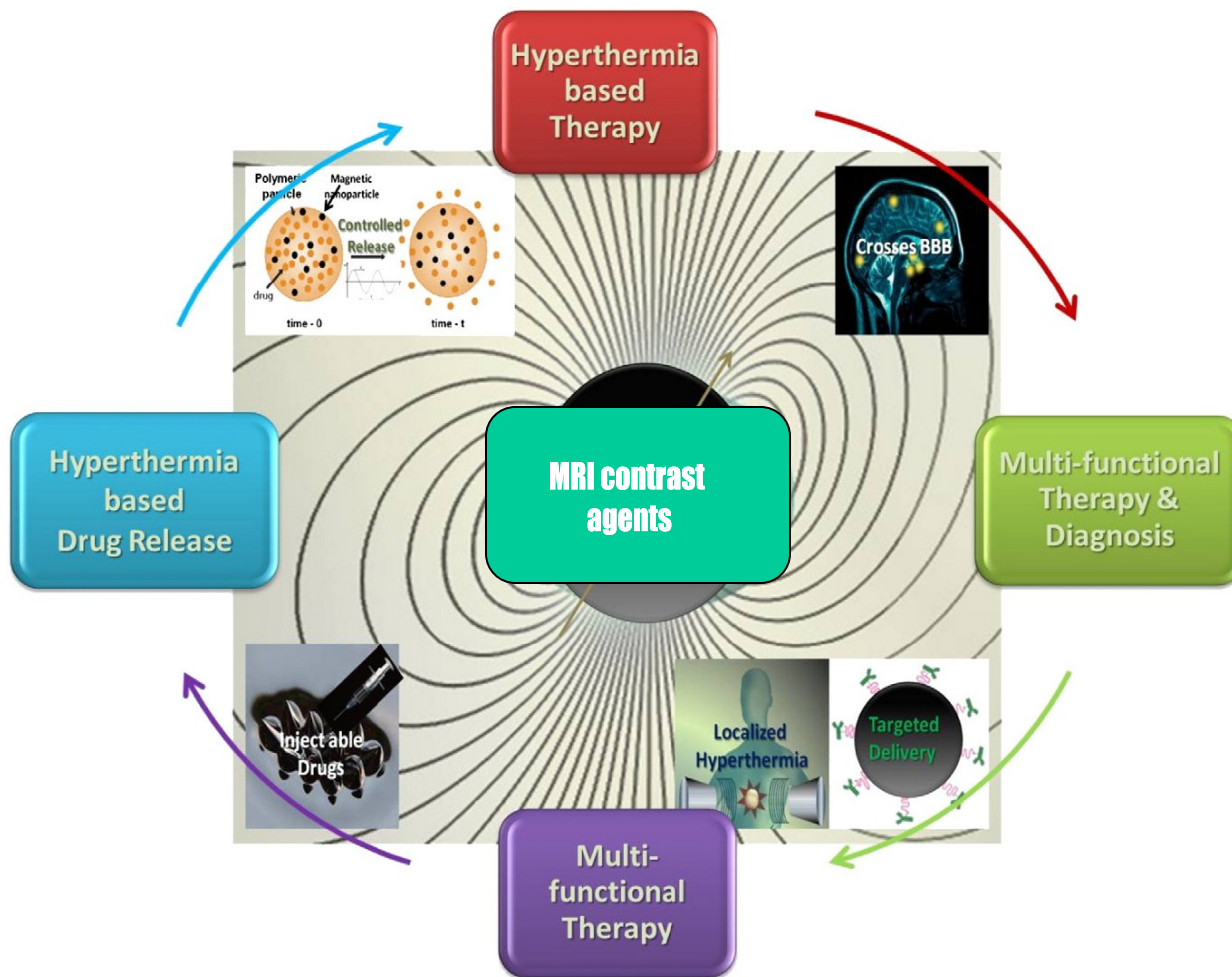 Hyperthermia
based
Therapy
Polymeric
particle
Magnetic
nanoparticle
Controlled
Release
drug
time - 0
time - t
Crosses BBB
Hyperthermia
based
Drug Release
MRI contrast
agents
Multi-functional
Therapy &
Diagnosis
Inject able
Drugs
Localized
Hyperthermia
Targeted
Delivery
Multi-
functional
Therapy